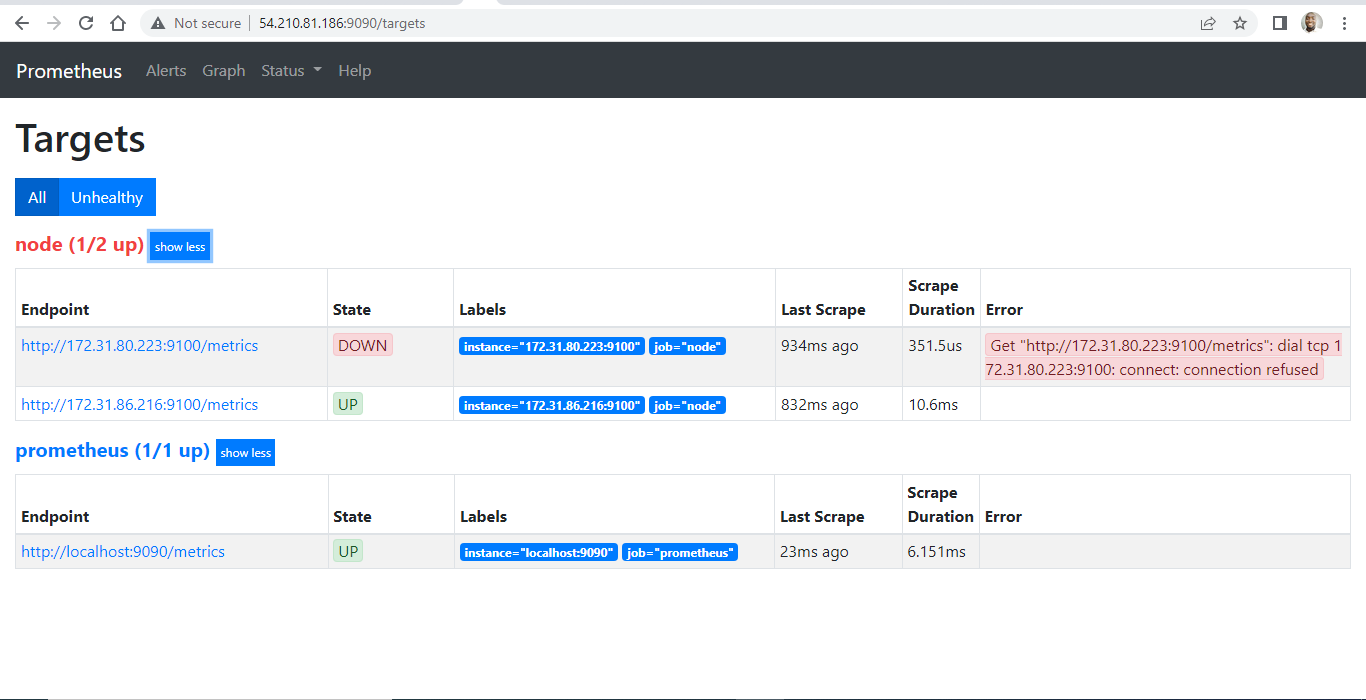 Not secure | 54.210.81.186:9090/targets
Prometheus Alerts Graph Status Help
Targets
All Unhealthy
node (1/2 up) show less
Endpoint State Labels Last Scrape Scrape Duration Error
http://172.31.80.223:9100/metrics DOWN instance="172.31.80.223:9100" job="node" 934ms ago 351.5us Get "http://172.31.80.223:9100/metrics": dial tcp 1
72.31.80.223:9100: connect: connection refused
http://172.31.86.216:9100/metrics UP instance="172.31.86.216:9100" job="node" 832ms ago 10.6ms
prometheus (1/1 up) show less
Endpoint State Labels Last Scrape Scrape Duration Error
http://localhost:9090/metrics UP instance="localhost:9090" job="prometheus" 23ms ago 6.151ms